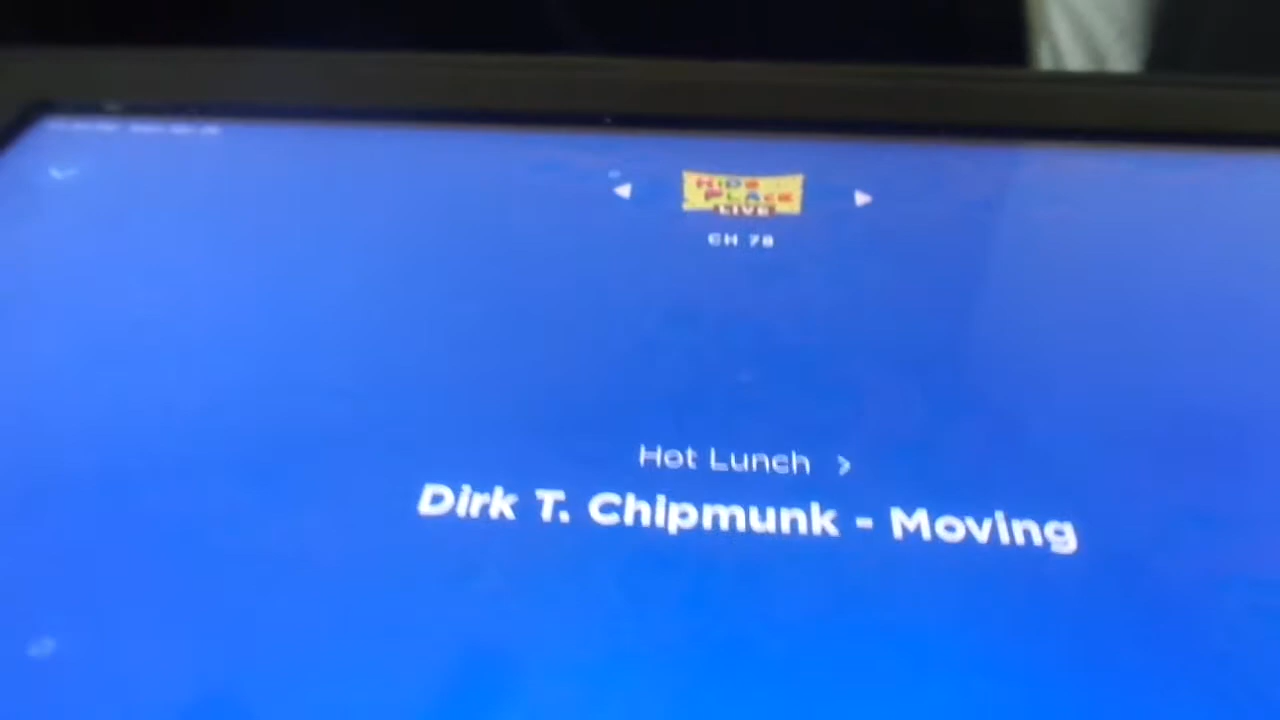 KIDS
PLACE
LIVE
CH 78
Hot Lunch >
Dirk T. Chipmunk - Moving